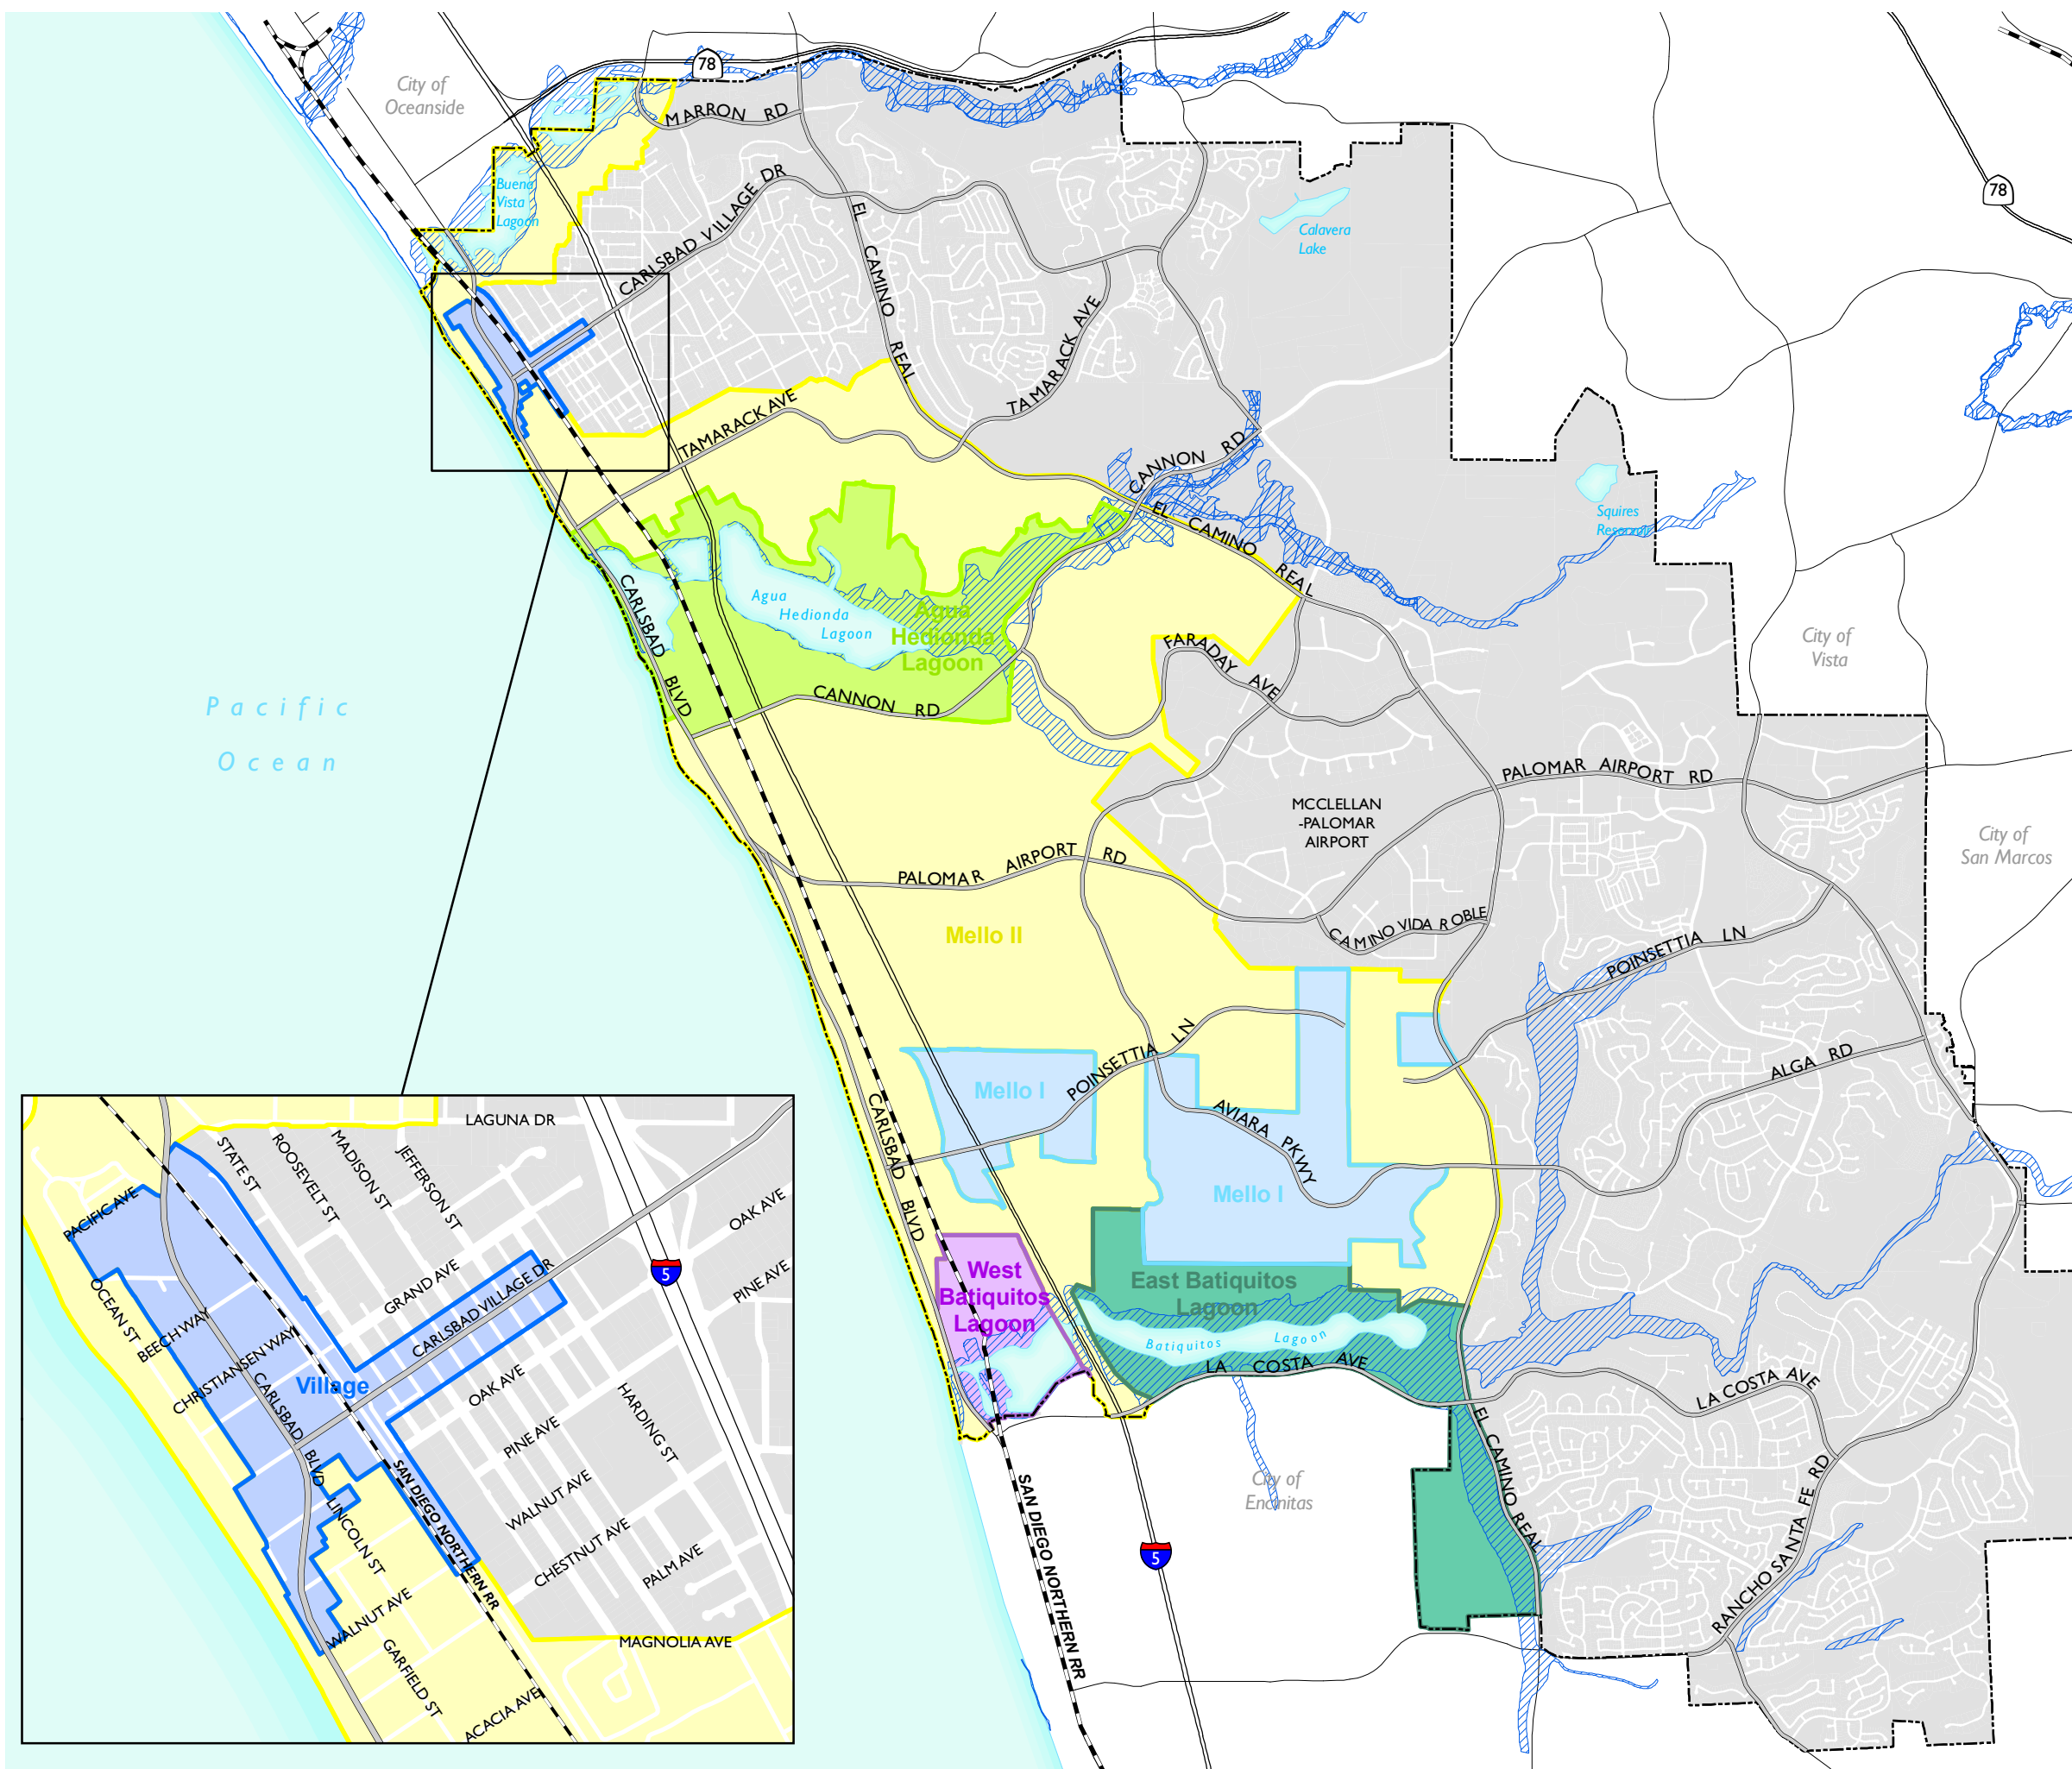 City of
Oceanside
78
MARRON RD
Buena
Vista
Lagoon
CARLSBAD VILLAGE DR
EL CAMINO REAL
Calavera
Lake
78
TAMARACK AVE
TAMARACK AVE
CANNON RD
EL CAMINO REAL
Squires
CARLSBAD BLVD
Agua
Hedionda
Lagoon
Agua
Hedionda
Lagoon
CANNON RD
FARADAY AVE
City of
Vista
Pacific
Ocean
PALOMAR AIRPORT RD
MCCLELLAN
-PALOMAR
AIRPORT
City of
San Marcos
PALOMAR AIRPORT RD
CAMINO VIDA ROBLE
Mello II
POINSETTIA LN
POINSETTIA LN
Mello I
ALGA RD
AVIARA PKWY
CARLSBAD BLVD
Mello I
West
Batiquitos
Lagoon
East Batiquitos
Lagoon
Batiquitos Lagoon
LA COSTA AVE
LA COSTA AVE
EL CAMINO REAL
RANCHO SANTA FE RD
City of
Encinitas
SAN DIEGO NORTHERN RR
5
LAGUNA DR
STATE ST
ROOSEVELT ST
MADISON ST
JEFFERSON ST
PACIFIC AVE
OAK AVE
OCEAN ST
GRAND AVE
CARLSBAD VILLAGE DR
5
PINE AVE
BEECH WAY
CHRISTIANSEN WAY
Village
CARLSBAD BLVD
OAK AVE
HARDING ST
PINE AVE
SAN DIEGO NORTHERN RR
LINCOLN ST
WALNUT AVE
CHESTNUT AVE
PALM AVE
WALNUT AVE
MAGNOLIA AVE
GARFIELD ST
ACACIA AVE